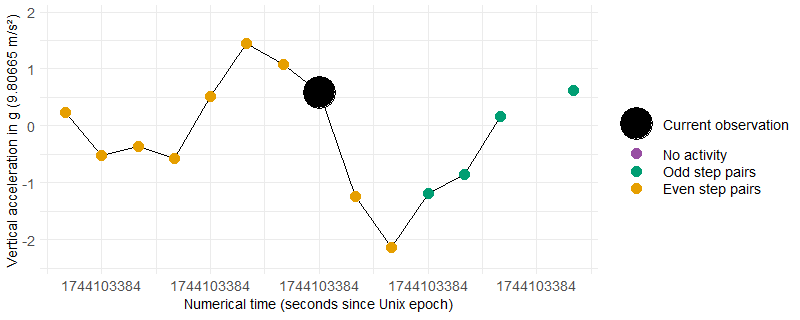 Vertical acceleration in g (9.80665 m/s²)
2
1
0
-1
-2
1744103384 1744103384 1744103384 1744103384 1744103384
Numerical time (seconds since Unix epoch)
Current observation
No activity
Odd step pairs
Even step pairs